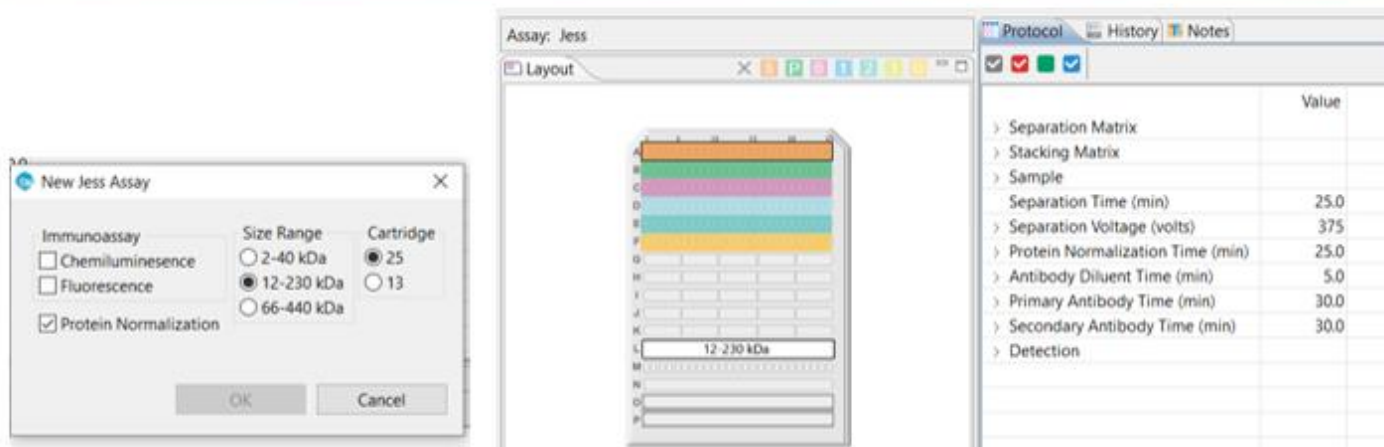 New Jess Assay
Immunoassay
Chemiluminesence
Fluorescence
Protein Normalization
Size Range
2-40 kDa
12-230 kDa
66-440 kDa
Cartridge
25
13
OK
Cancel
Assay: Jess
Layout
P
1
2
A
B
C
D
E
F
G
H
I
J
K
L
12-230 kDa
M
N
O
P
Protocol
History
Notes
Value
Separation Matrix
Stacking Matrix
Sample
Separation Time (min) 25.0
Separation Voltage (volts) 375
Protein Normalization Time (min) 25.0
Antibody Diluent Time (min) 5.0
Primary Antibody Time (min) 30.0
Secondary Antibody Time (min) 30.0
Detection